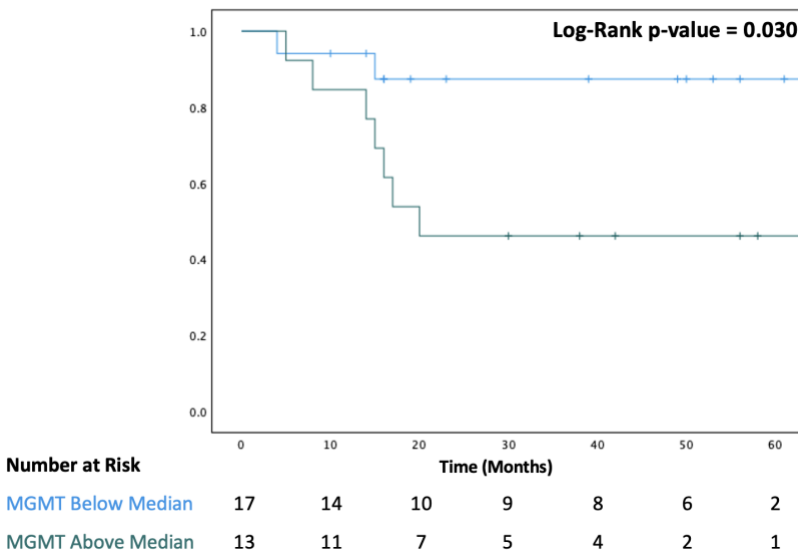 Log-Rank p-value = 0.030
1.0
0.8
0.6
0.4
0.2
0.0
0 10 20 30 40 50 60
Time (Months)
Number at Risk
MGMT Below Median 17 14 10 9 8 6 2
MGMT Above Median 13 11 7 5 4 2 1